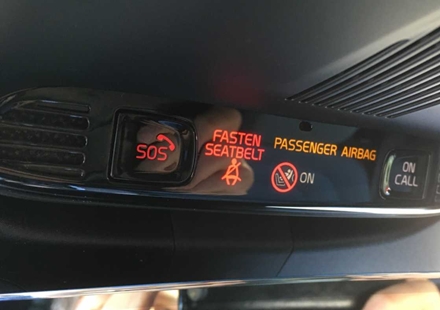 SOS
FASTEN
SEATBELT
PASSENGER AIRBAG
ON
ON
CALL